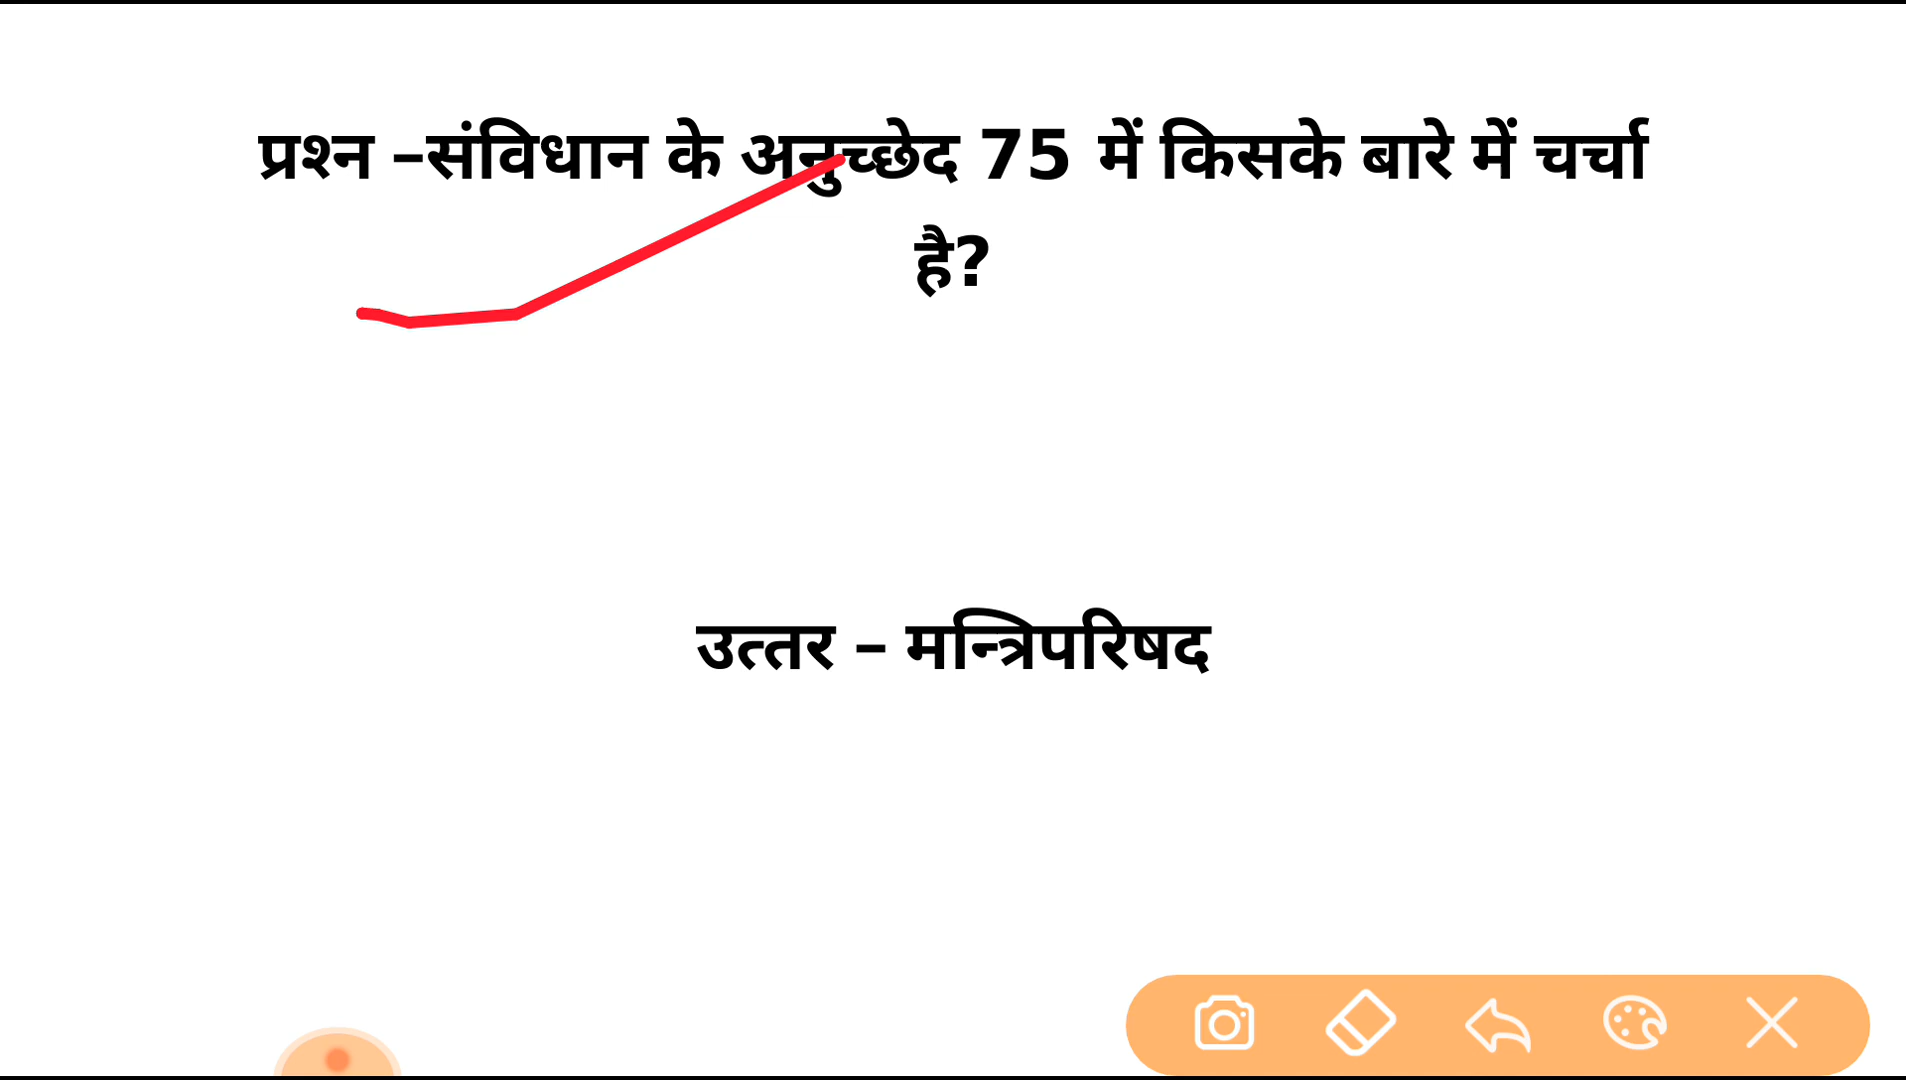 प्रश्न –संविधान के अनुच्छेद 75 में किसके बारे में चर्चा
है?
उत्तर – मन्त्रिपरिषद